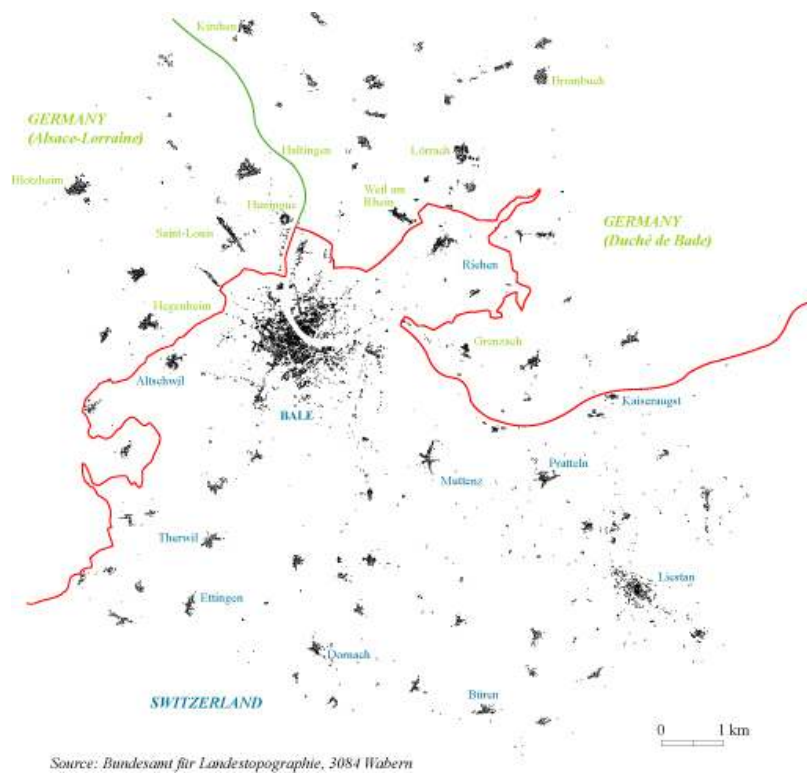 Kirchen
Brombach
GERMANY
(Alsace-Lorraine)
Haltingen
Lörrach
Blotzheim
Huningue
Weil am
Rhein
Saint-Louis
GERMANY
(Duché de Bade)
Riehen
Hegenheim
Grenzach
Altschwil
Kaiseraugst
BALE
Muttenz
Pratteln
Therwil
Liestan
Ettingen
Dornach
SWITZERLAND
Büren
0 1 km
Source: Bundesamt für Landestopographie, 3084 Wabern